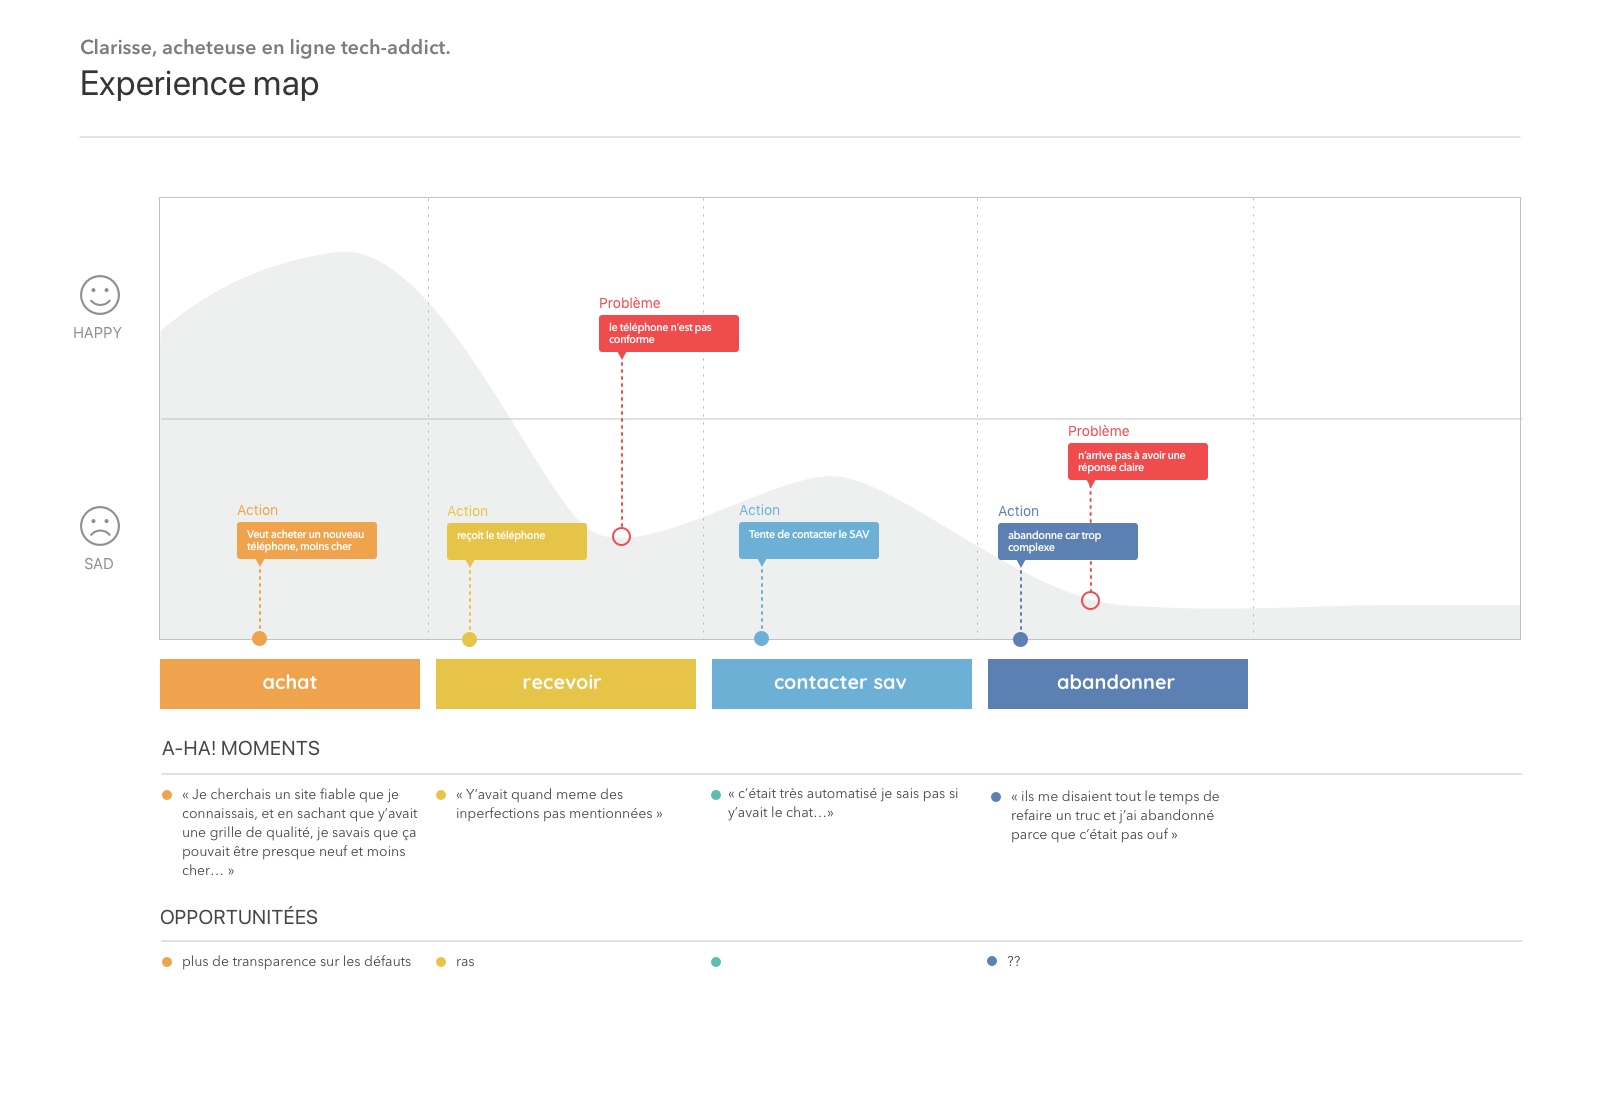 Clarisse, acheteuse en ligne tech-addict.
Experience map
HAPPY
SAD
Problème
le téléphone n'est pas
conforme
Problème
n'arrive pas à avoir une
réponse claire
Action
Veut acheter un nouveau
téléphone, moins cher
Action
reçoit le téléphone
Action
Tente de contacter le SAV
Action
abandonne car trop
complexe
achat
recevoir
contacter sav
abandonner
A-HA! MOMENTS
« Je cherchais un site fiable que je
connaissais, et en sachant que y'avait
une grille de qualité, je savais que ça
pouvait être presque neuf et moins
cher… »
« Y'avait quand meme des
inperfections pas mentionnées »
« c'était très automatisé je sais pas si
y'avait le chat…»
« ils me disaient tout le temps de
refaire un truc et j'ai abandonné
parce que c'était pas ouf »
OPPORTUNITÉES
plus de transparence sur les défauts
ras
??